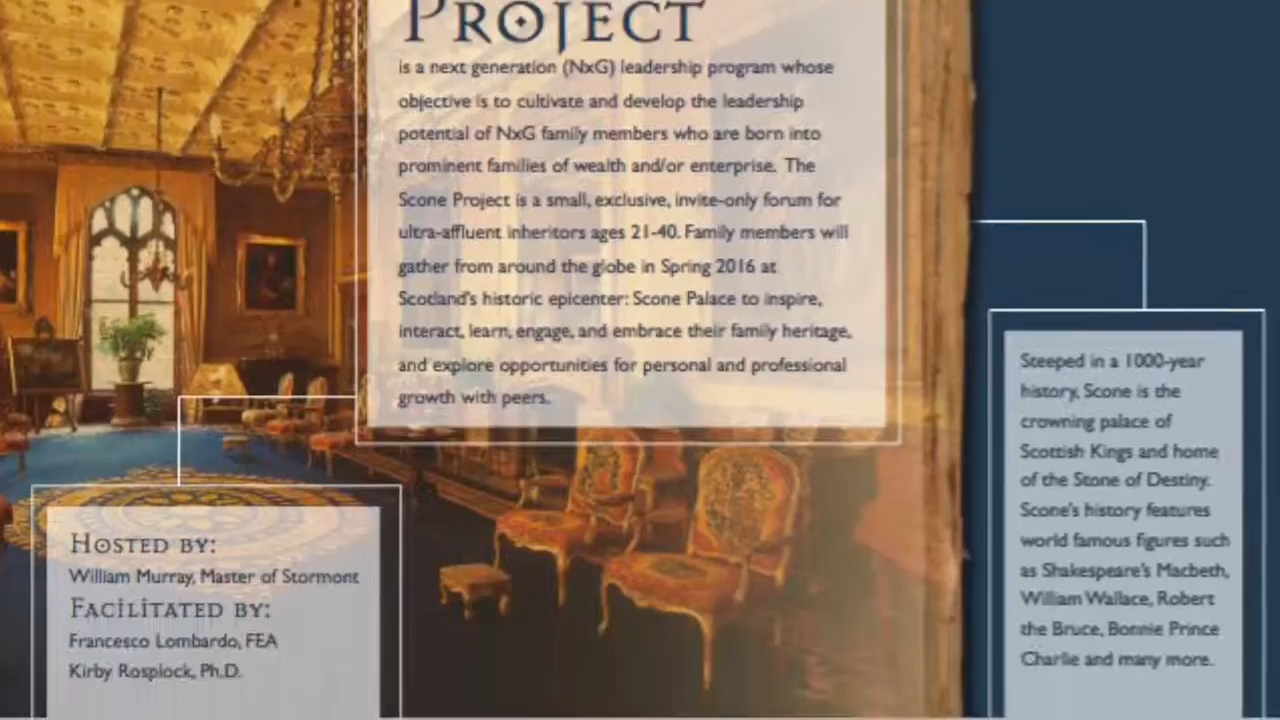 PROJECT
is a next generation (NxG) leadership program whose
objective is to cultivate and develop the leadership
potential of NxG family members who are born into
prominent families of wealth and/or enterprise. The
Scone Project is a small, exclusive, invite-only forum for
ultra-affluent inheritors ages 21-40. Family members will
gather from around the globe in Spring 2016 at
Scotland's historic epicenter: Scone Palace to inspire,
interact, learn, engage, and embrace their family heritage,
and explore opportunities for personal and professional
growth with peers.
HOSTED BY:
William Murray, Master of Stormont
FACILITATED BY:
Francesco Lombardo, FEA
Kirby Rosplock, Ph.D.
Steeped in a 1000-year
history, Scone is the
crowning palace of
Scottish Kings and home
of the Stone of Destiny.
Scone's history features
world famous figures such
as Shakespeare's Macbeth,
William Wallace, Robert
the Bruce, Bonnie Prince
Charlie and many more.